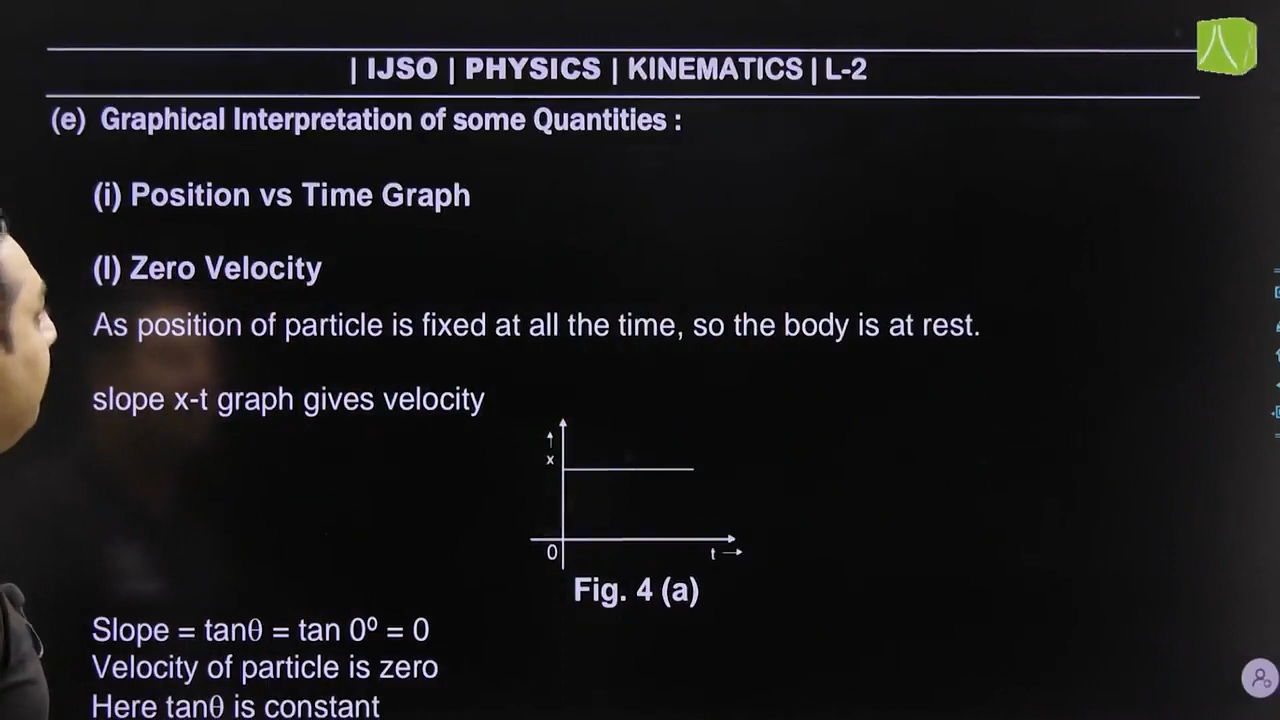 | IJSO | PHYSICS | KINEMATICS | L-2
(e) Graphical Interpretation of some Quantities :
(i) Position vs Time Graph
(I) Zero Velocity
As position of particle is fixed at all the time, so the body is at rest.
slope x-t graph gives velocity
x
0
t
Fig. 4 (a)
Slope = tanθ = tan 0º = 0
Velocity of particle is zero
Here tanθ is constant